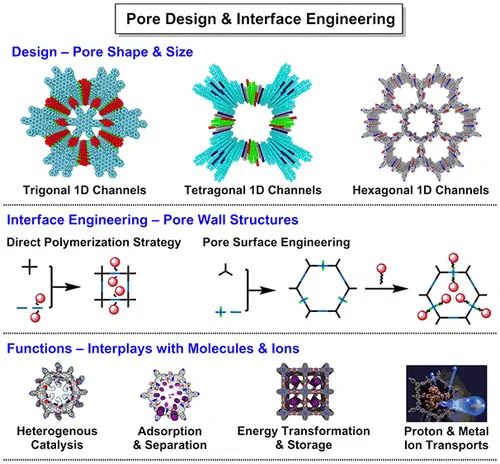 Pore Design & Interface Engineering
Design – Pore Shape & Size
Trigonal 1D Channels
Tetragonal 1D Channels
Hexagonal 1D Channels
Interface Engineering – Pore Wall Structures
Direct Polymerization Strategy
Pore Surface Engineering
Functions – Interplays with Molecules & Ions
Heterogenous
Catalysis
Adsorption
& Separation
Energy Transformation
& Storage
Proton & Metal
Ion Transports